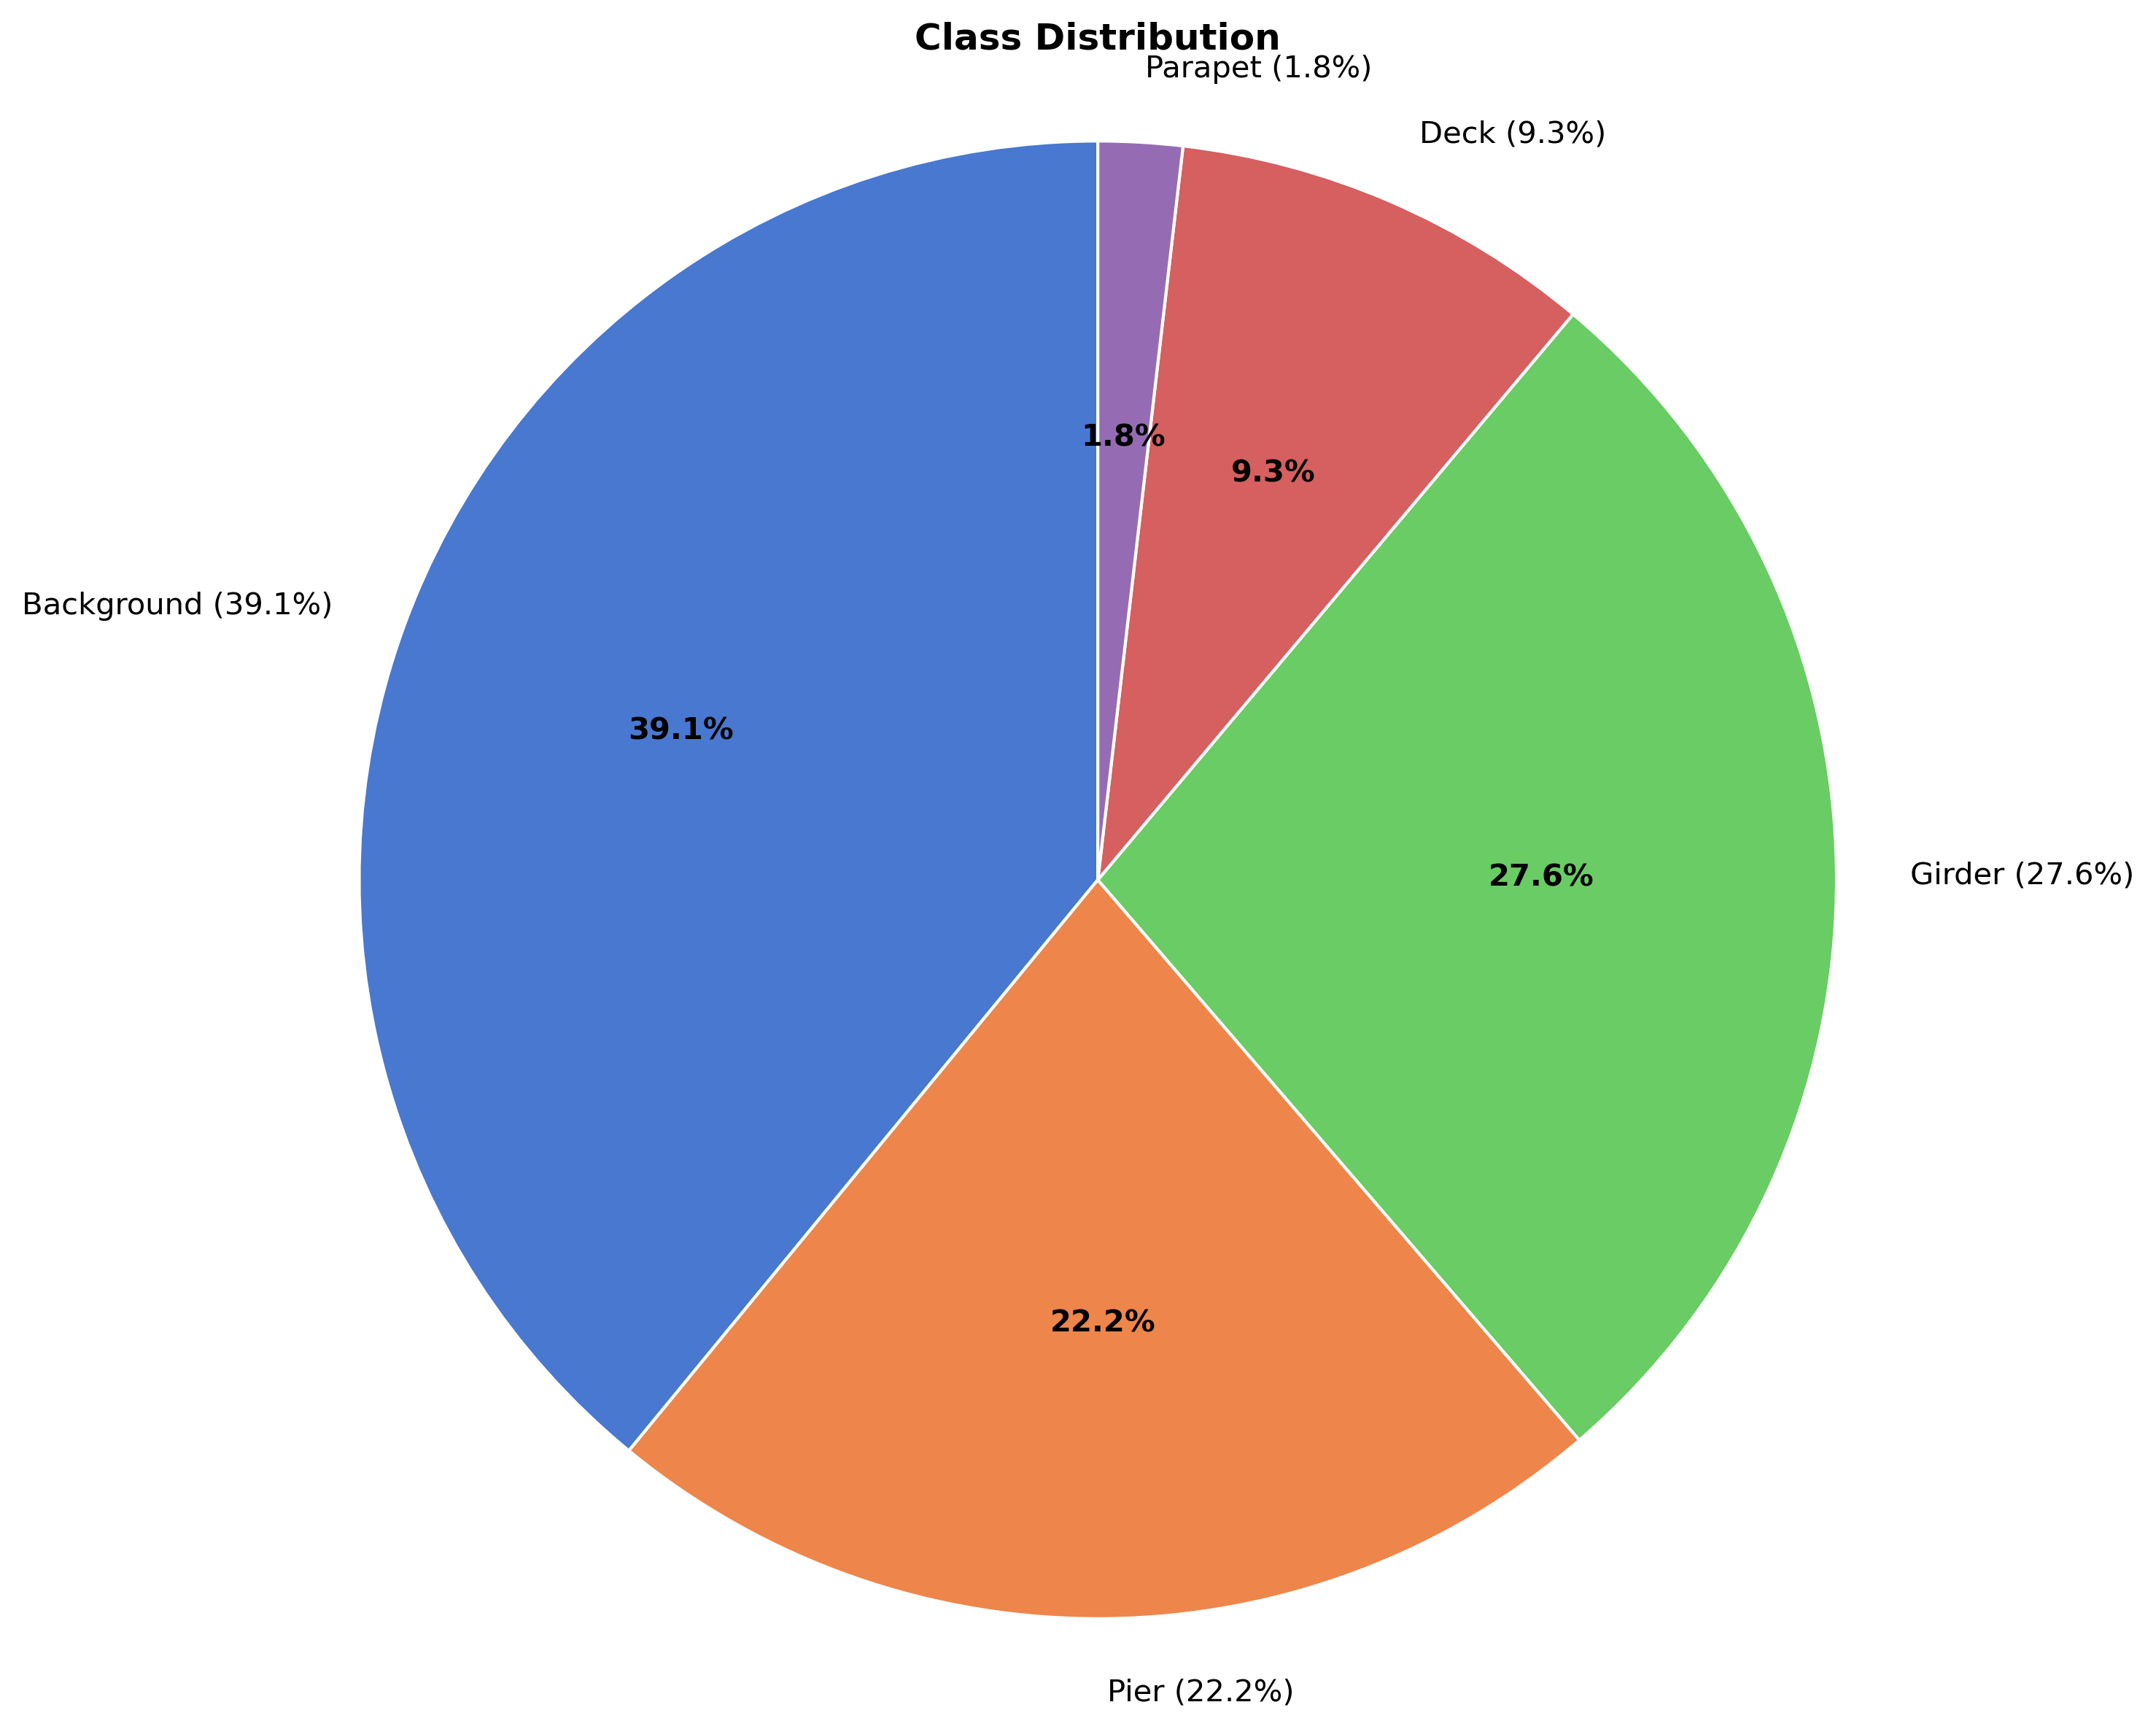 Class Distribution
Parapet (1.8%)
Deck (9.3%)
1.8%
9.3%
Background (39.1%)
39.1%
27.6%
Girder (27.6%)
22.2%
Pier (22.2%)